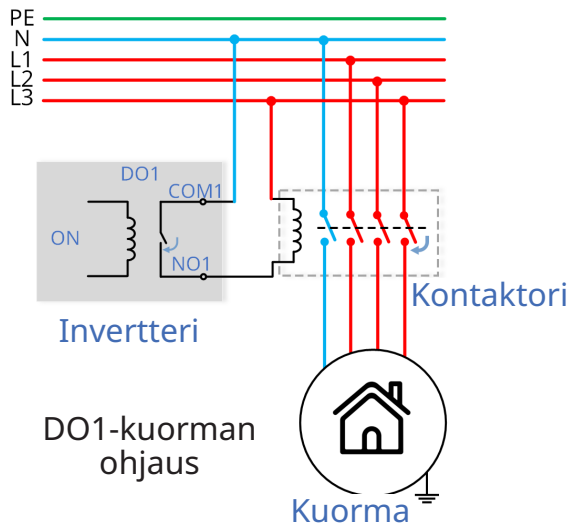 PE
N
L1
L2
L3
DO1
COM1
ON
NO1
Kontaktori
Invertteri
DO1-kuorman
ohjaus
Kuorma